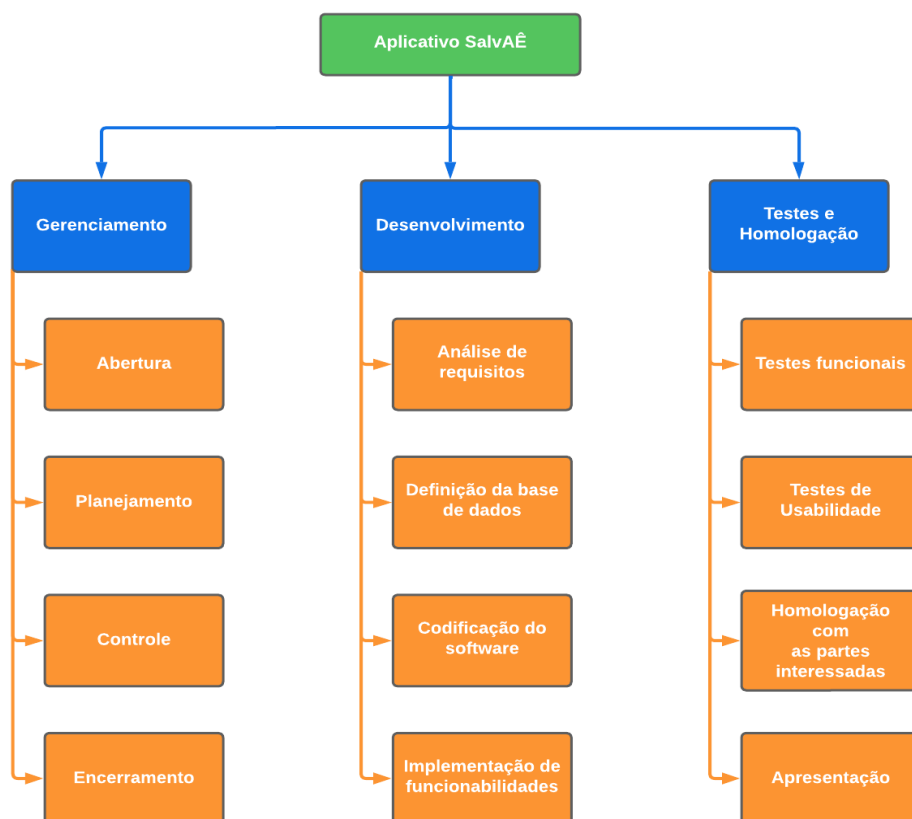 Aplicativo SalvAÊ
Gerenciamento
Desenvolvimento
Testes e
Homologação
Abertura
Análise de
requisitos
Testes funcionais
Planejamento
Definição da base
de dados
Testes de
Usabilidade
Controle
Codificação do
software
Homologação
com
as partes
interessadas
Encerramento
Implementação de
funcionabilidades
Apresentação